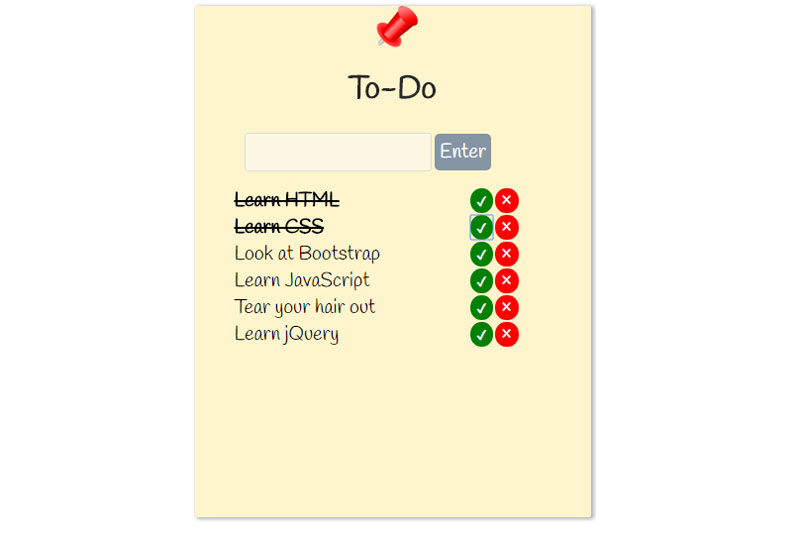 To-Do
Enter
Learn HTML
Learn CSS
Look at Bootstrap
Learn JavaScript
Tear your hair out
Learn jQuery